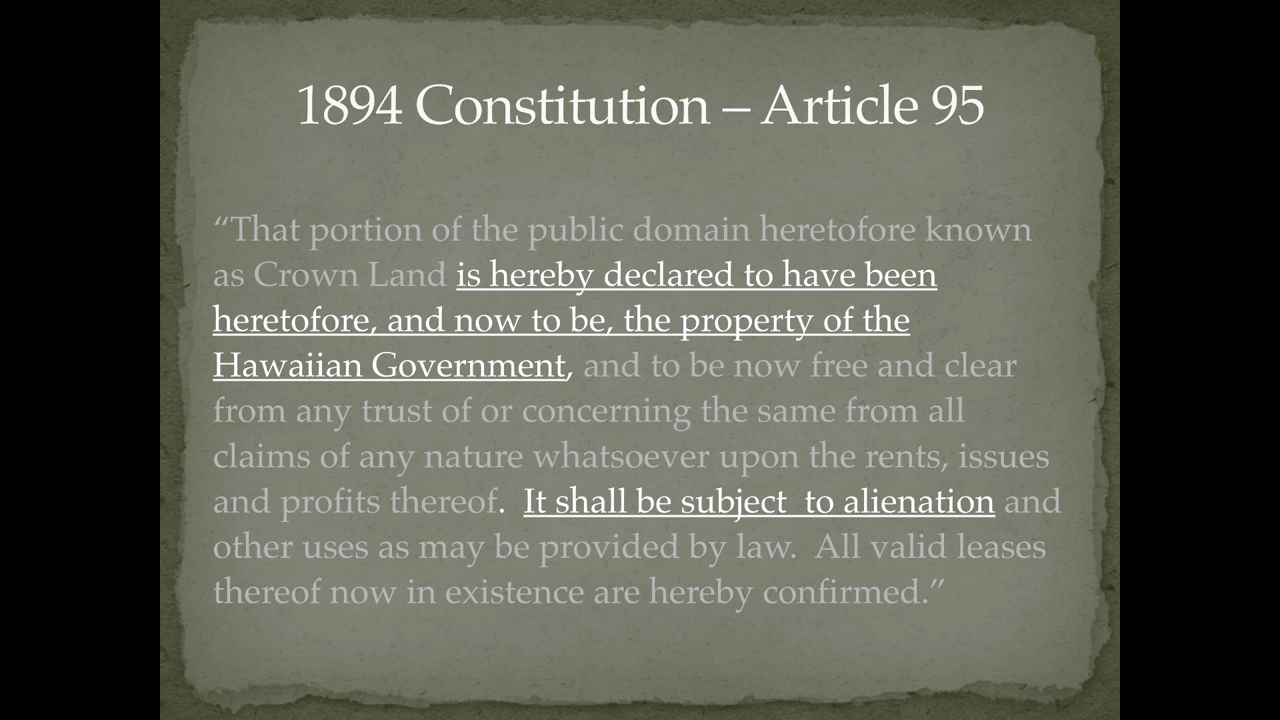 1894 Constitution – Article 95
“That portion of the public domain heretofore known
as Crown Land is hereby declared to have been
heretofore, and now to be, the property of the
Hawaiian Government, and to be now free and clear
from any trust of or concerning the same from all
claims of any nature whatsoever upon the rents, issues
and profits thereof.  It shall be subject  to alienation and
other uses as may be provided by law.  All valid leases
thereof now in existence are hereby confirmed.”